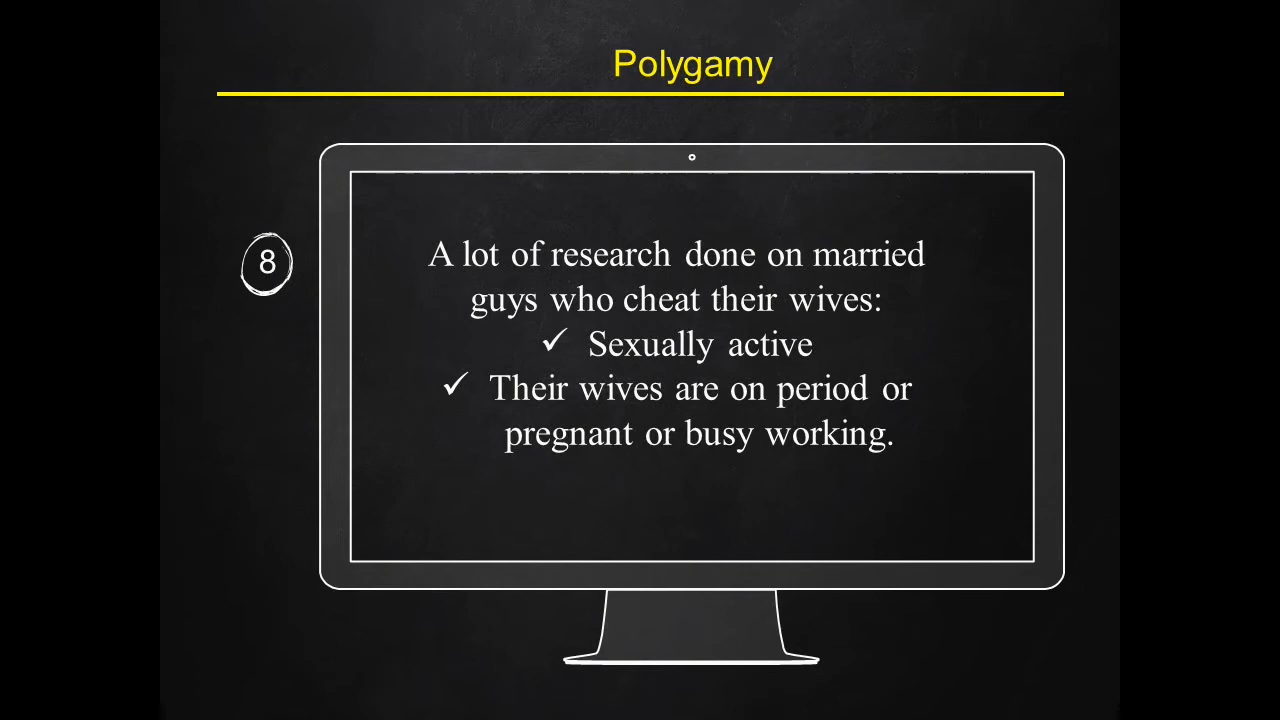 Polygamy
8
A lot of research done on married
guys who cheat their wives:
✓ Sexually active
✓ Their wives are on period or
pregnant or busy working.